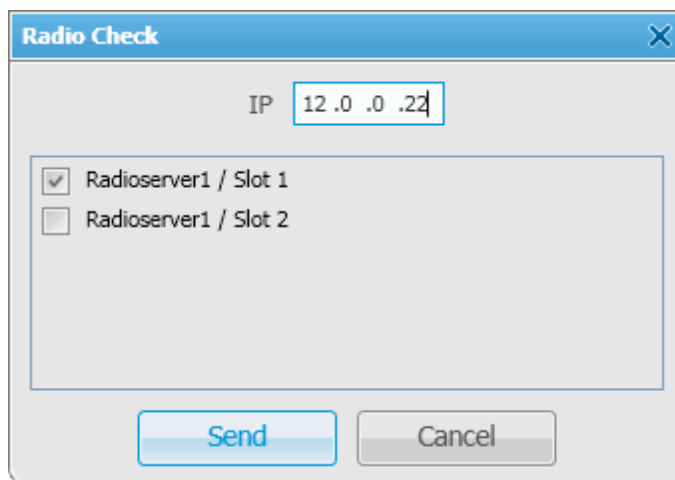 Radio Check
IP 12 .0 .0 .22
Radioserver1 / Slot 1
Radioserver1 / Slot 2
Send Cancel